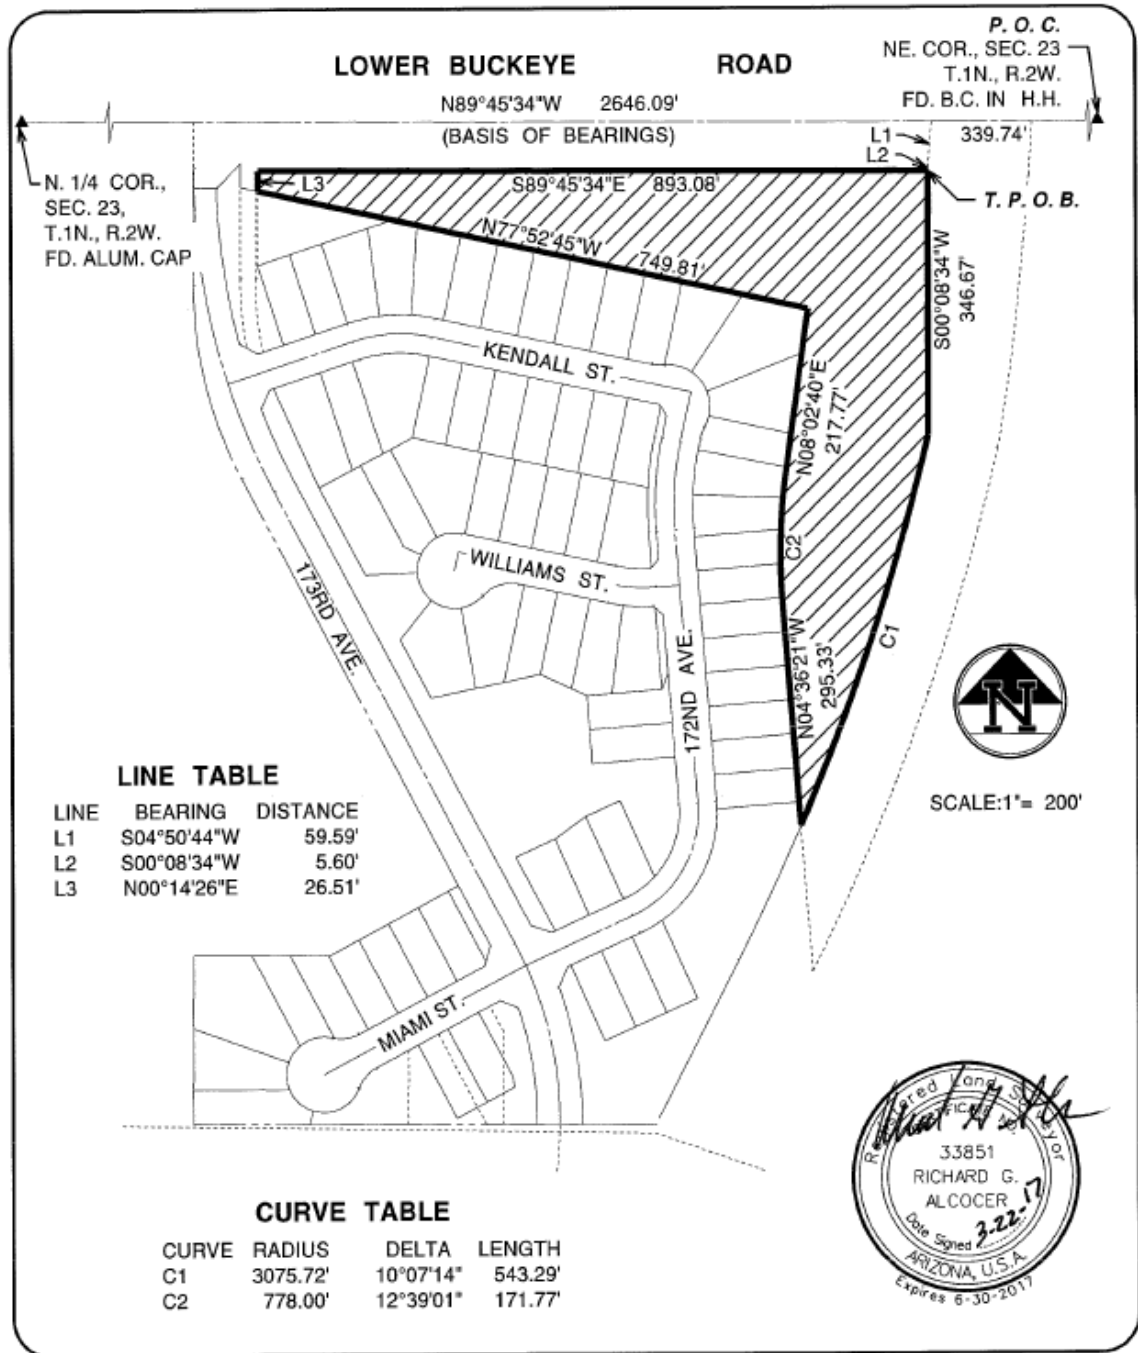 P. O. C.
NE. COR., SEC. 23
T.1N., R.2W.
FD. B.C. IN H.H.
LOWER BUCKEYE ROAD
N89°45'34"W 2646.09'
(BASIS OF BEARINGS)
L1
339.74'
L2
N. 1/4 COR.,
SEC. 23,
T.1N., R.2W.
FD. ALUM. CAP
L3
S89°45'34"E 893.08'
T. P. O. B.
N77°52'45"W 749.81'
S00°08'34"W
346.67'
KENDALL ST.
N08°02'40"E
217.77'
C2
WILLIAMS ST.
173RD AVE.
172ND AVE.
N04°36'21"W
295.33'
C1
N
SCALE:1"= 200'
LINE TABLE
LINE BEARING DISTANCE
L1 S04°50'44"W 59.59'
L2 S00°08'34"W 5.60'
L3 N00°14'26"E 26.51'
MIAMI ST.
Registered Land Surveyor
33851
RICHARD G.
ALCOCER
Date Signed 3-22-17
ARIZONA, U.S.A.
Expires 6-30-2017
CURVE TABLE
CURVE RADIUS DELTA LENGTH
C1 3075.72' 10°07'14" 543.29'
C2 778.00' 12°39'01" 171.77'